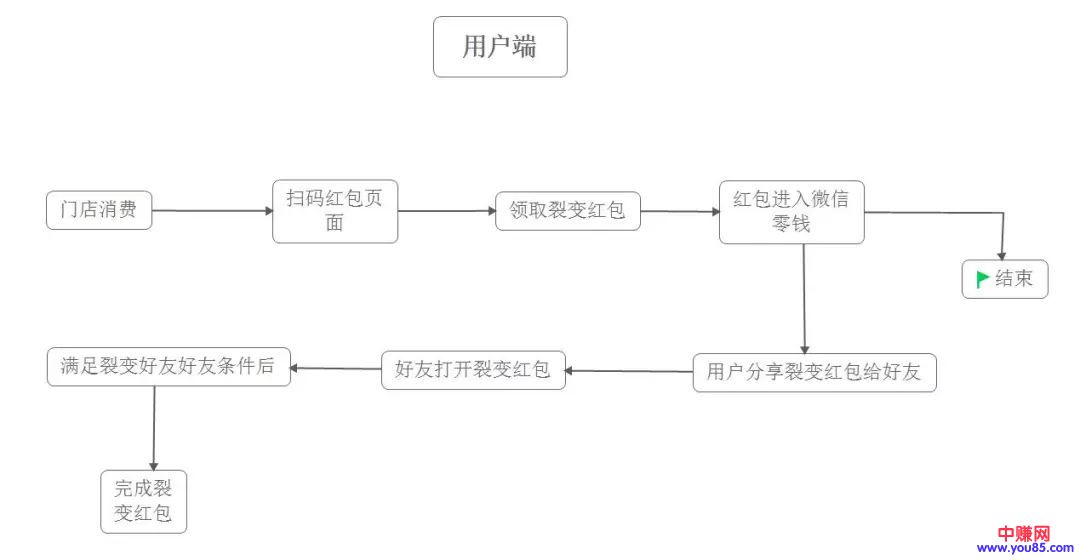 用户端
门店消费
扫码红包页
面
领取裂变红包
红包进入微信
零钱
结束
用户分享裂变红包给好友
好友打开裂变红包
满足裂变好友好友条件后
完成裂
变红包
中赚网
www.you85.com